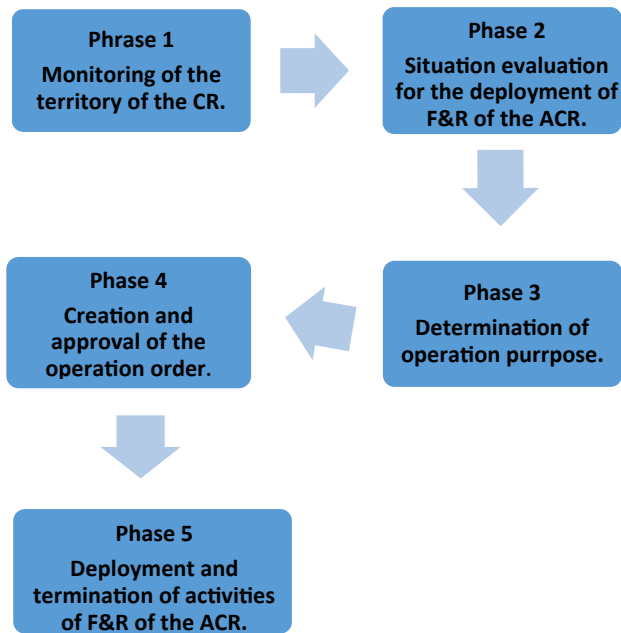 Phrase 1
Monitoring of the
territory of the CR.
Phase 2
Situation evaluation
for the deployment of
F&R of the ACR.
Phase 3
Determination of
operation purrpose.
Phase 4
Creation and
approval of the
operation order.
Phase 5
Deployment and
termination of activities
of F&R of the ACR.